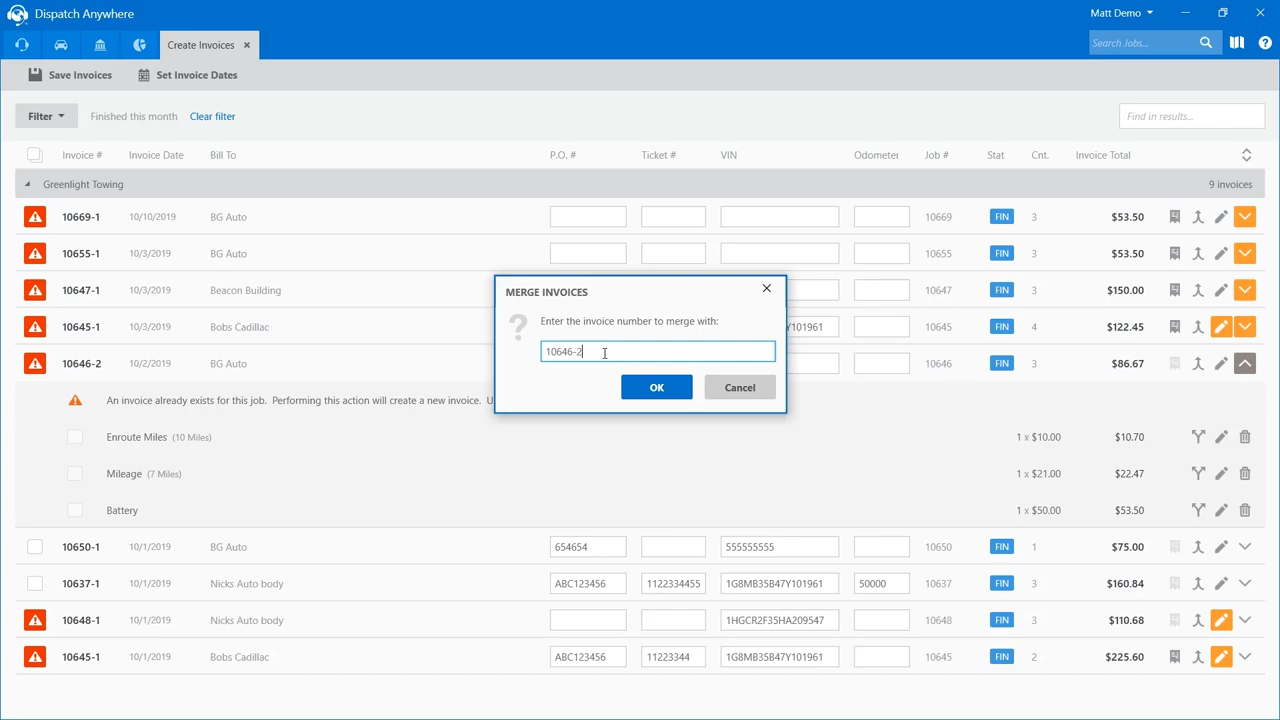 Dispatch Anywhere
Matt Demo
Create Invoices
Search Jobs...
Save Invoices Set Invoice Dates
Filter Finished this month Clear filter Find in results...
Invoice # Invoice Date Bill To P.O. # Ticket # VIN Odometer Job # Stat. Cnt. Invoice Total
Greenlight Towing 9 invoices
10669-1 10/10/2019 BG Auto 10669 FIN 3 $53.50
10655-1 10/3/2019 BG Auto 10655 FIN 3 $53.50
10647-1 10/3/2019 Beacon Building 10647 FIN 3 $150.00
10645-1 10/3/2019 Bobs Cadillac Y101961 10645 FIN 4 $122.45
10646-2 10/2/2019 BG Auto 10646 FIN 3 $86.67
MERGE INVOICES
Enter the invoice number to merge with:
?
10646-2
OK Cancel
An invoice already exists for this job. Performing this action will create a new invoice. U
Enroute Miles (10 Miles) 1 x $10.00 $10.70
Mileage (7 Miles) 1 x $21.00 $22.47
Battery 1 x $50.00 $53.50
10650-1 10/1/2019 BG Auto 654654 555555555 10650 FIN 1 $75.00
10637-1 10/1/2019 Nicks Auto body ABC123456 1122334455 1G8MB35B47Y101961 50000 10637 FIN 3 $160.84
10648-1 10/1/2019 Nicks Auto body 1HGCR2F35HA209547 10648 FIN 3 $110.68
10645-1 10/1/2019 Bobs Cadillac ABC123456 11223344 1G8MB35B47Y101961 10645 FIN 2 $225.60